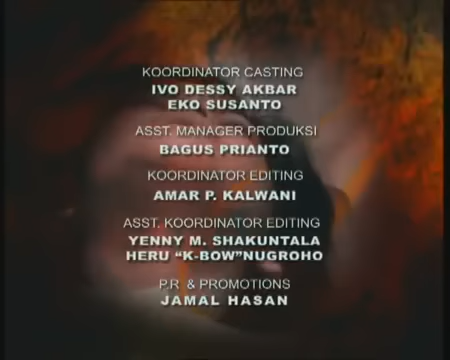 KOORDINATOR CASTING
IVO DESSY AKBAR
EKO SUSANTO
ASST. MANAGER PRODUKSI
BAGUS PRIANTO
KOORDINATOR EDITING
AMAR P. KALWANI
ASST. KOORDINATOR EDITING
YENNY M. SHAKUNTALA
HERU "K-BOW"NUGROHO
P.R & PROMOTIONS
JAMAL HASAN